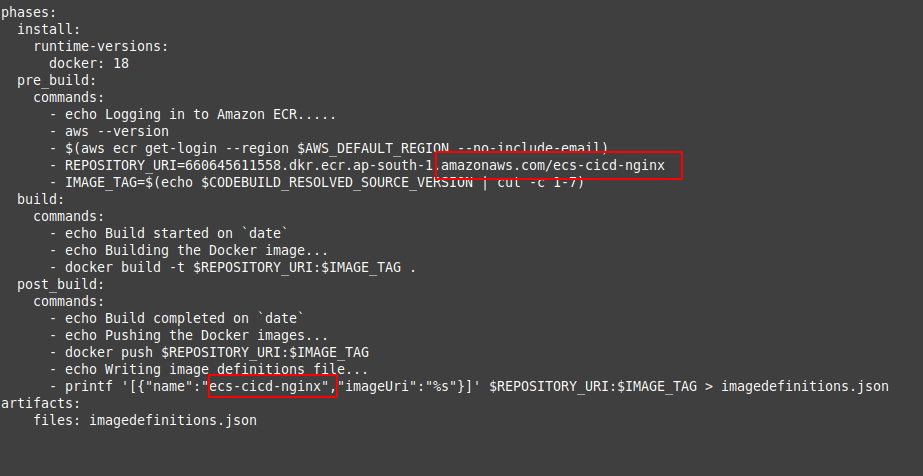 phases:
  install:
    runtime-versions:
      docker: 18
  pre_build:
    commands:
      - echo Logging in to Amazon ECR.....
      - aws --version
      - $(aws ecr get-login --region $AWS_DEFAULT_REGION --no-include-email)
      - REPOSITORY_URI=660645611558.dkr.ecr.ap-south-1.amazonaws.com/ecs-cicd-nginx
      - IMAGE_TAG=$(echo $CODEBUILD_RESOLVED_SOURCE_VERSION | cut -c 1-7)
  build:
    commands:
      - echo Build started on `date`
      - echo Building the Docker image...
      - docker build -t $REPOSITORY_URI:$IMAGE_TAG .
  post_build:
    commands:
      - echo Build completed on `date`
      - echo Pushing the Docker images...
      - docker push $REPOSITORY_URI:$IMAGE_TAG
      - echo Writing image definitions file...
      - printf '[{"name":"ecs-cicd-nginx","imageUri":"%s"}]' $REPOSITORY_URI:$IMAGE_TAG > imagedefinitions.json
artifacts:
    files: imagedefinitions.json